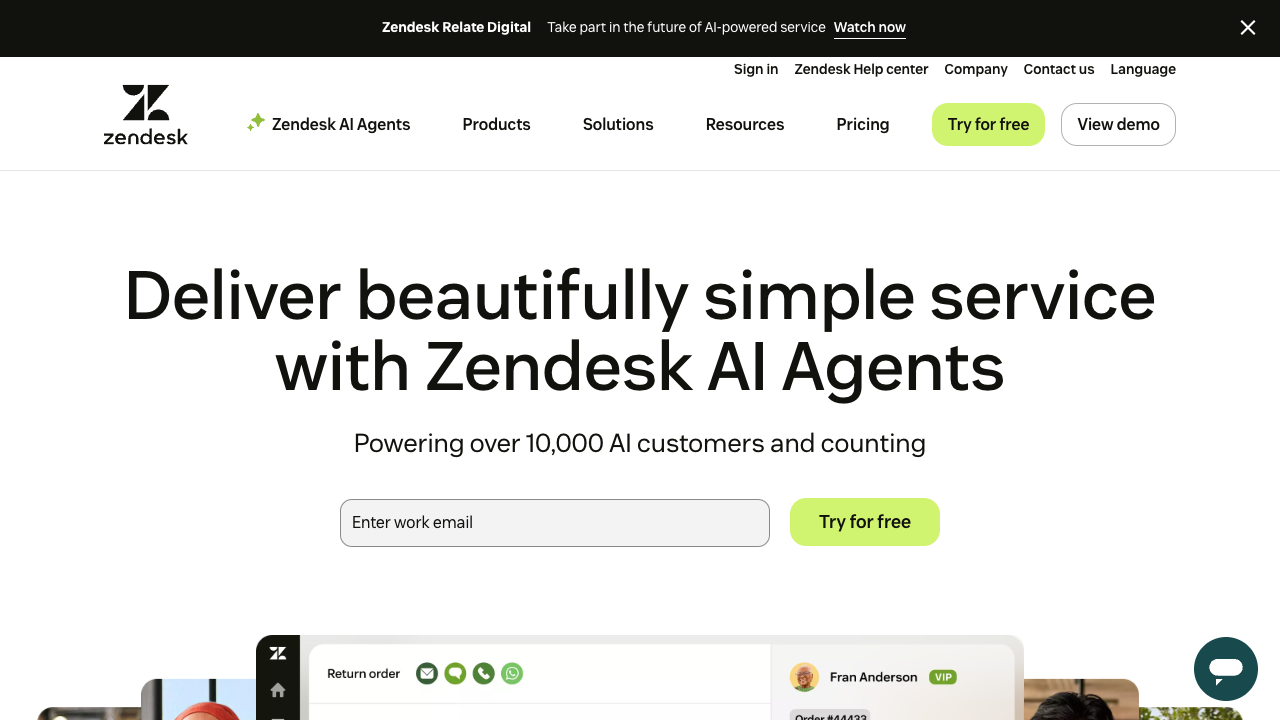 Zendesk Relate Digital Take part in the future of AI-powered service Watch now
Sign in Zendesk Help center Company Contact us Language
zendesk
Zendesk AI Agents Products Solutions Resources Pricing Try for free View demo
Deliver beautifully simple service
with Zendesk AI Agents
Powering over 10,000 AI customers and counting
Enter work email Try for free
Return order Fran Anderson VIP
Order #44433